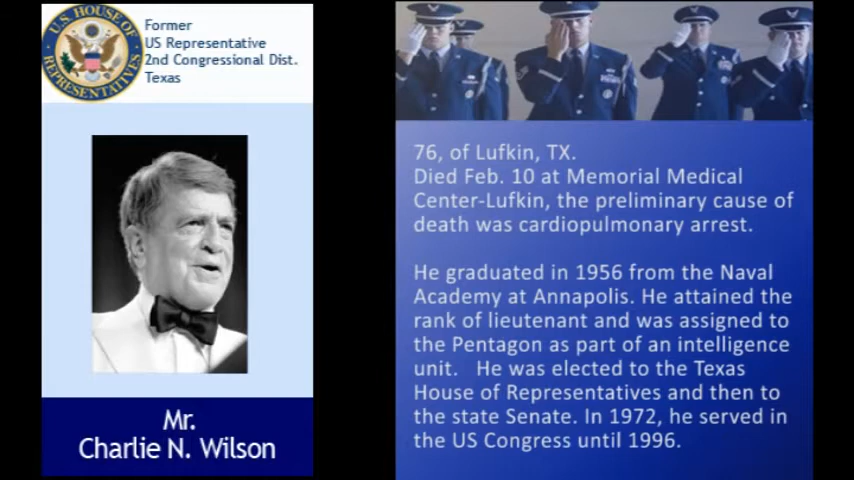 U.S. HOUSE OF
REPRESENTATIVES
Former
US Representative
2nd Congressional Dist.
Texas
Mr.
Charlie N. Wilson
76, of Lufkin, TX.
Died Feb. 10 at Memorial Medical
Center-Lufkin, the preliminary cause of
death was cardiopulmonary arrest.
He graduated in 1956 from the Naval
Academy at Annapolis. He attained the
rank of lieutenant and was assigned to
the Pentagon as part of an intelligence
unit. He was elected to the Texas
House of Representatives and then to
the state Senate. In 1972, he served in
the US Congress until 1996.